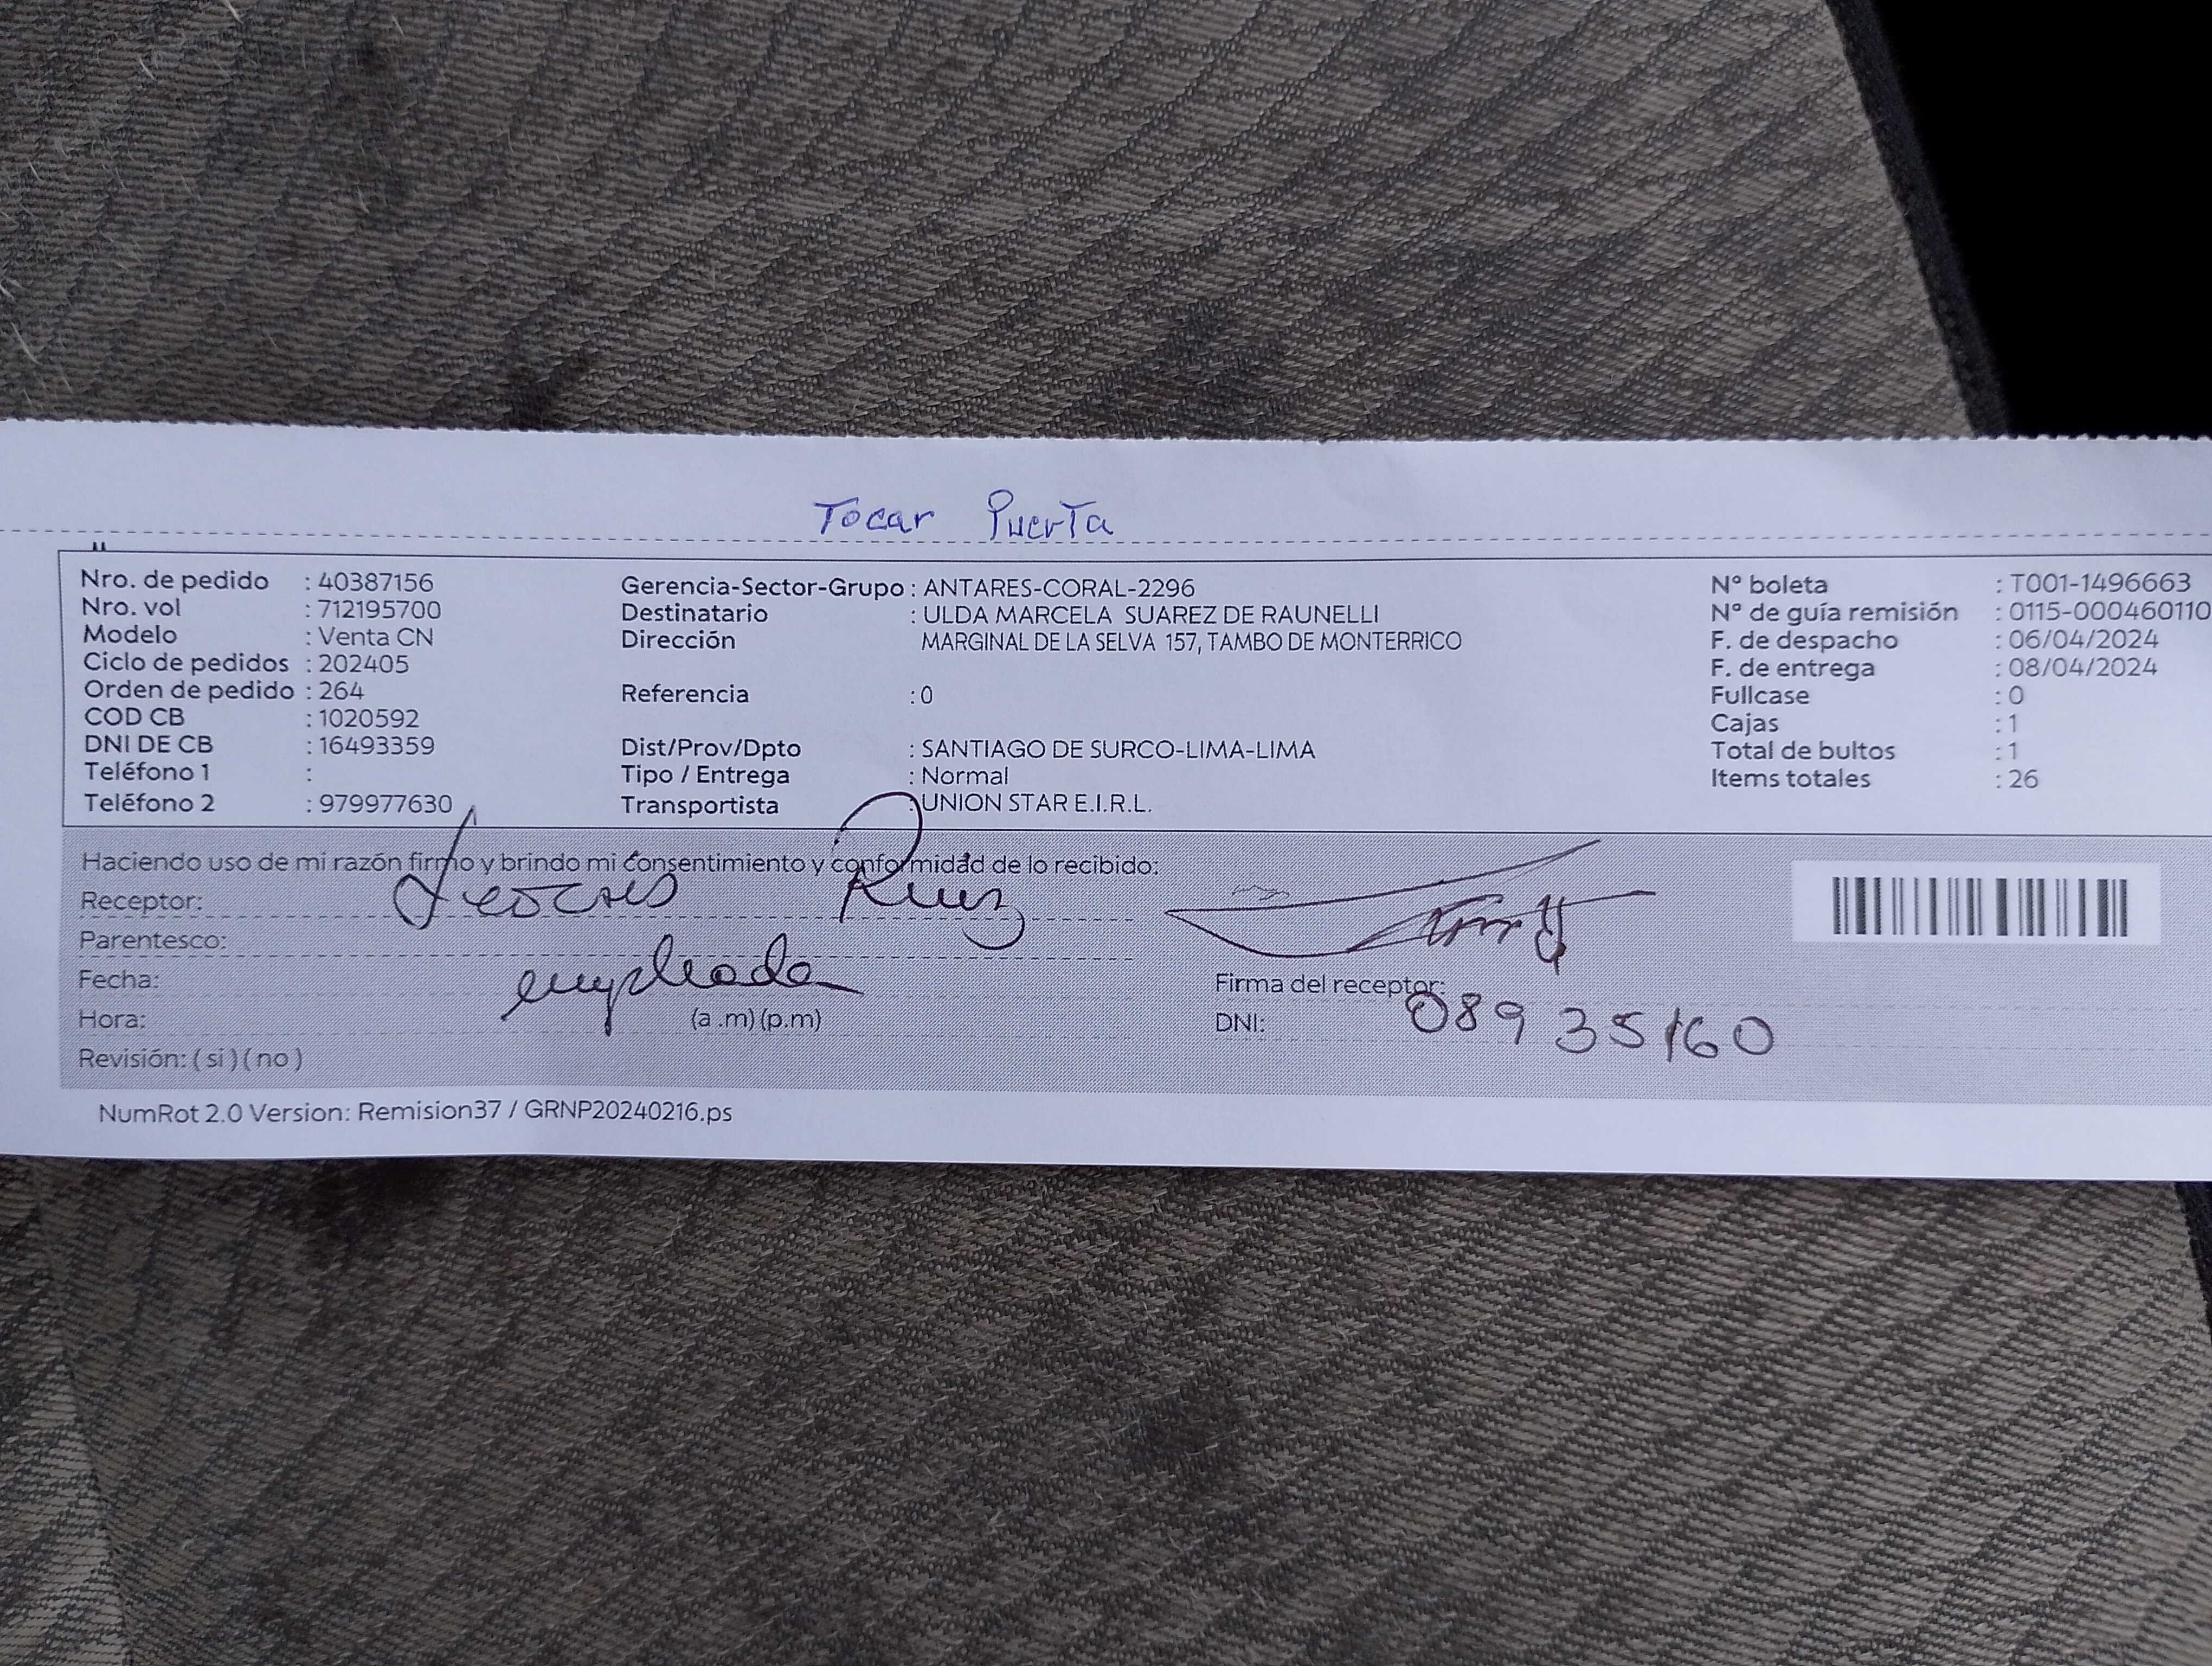 Tocar Puerta
Nro. de pedido : 40387156
Nro. vol : 712195700
Modelo : Venta CN
Ciclo de pedidos : 202405
Orden de pedido : 264
COD CB : 1020592
DNI DE CB : 16493359
Teléfono 1 :
Teléfono 2 : 979977630
Gerencia-Sector-Grupo : ANTARES-CORAL-2296
Destinatario : ULDA MARCELA SUAREZ DE RAUNELLI
Dirección MARGINAL DE LA SELVA 157, TAMBO DE MONTERRICO
Referencia : 0
Dist/Prov/Dpto : SANTIAGO DE SURCO-LIMA-LIMA
Tipo / Entrega : Normal
Transportista : UNION STAR E.I.R.L.
N° boleta : T001-1496663
N° de guía remisión : 0115-000460110
F. de despacho : 06/04/2024
F. de entrega : 08/04/2024
Fullcase : 0
Cajas : 1
Total de bultos : 1
Items totales : 26
Haciendo uso de mi razón firmo y brindo mi consentimiento y conformidad de lo recibido:
Receptor: Ruiz
Parentesco:
empleada
Fecha:
Hora: (a .m) (p.m)
Revisión: ( si ) ( no )
Firma del receptor:
DNI: 08935160
NumRot 2.0 Version: Remision37 / GRNP20240216.ps